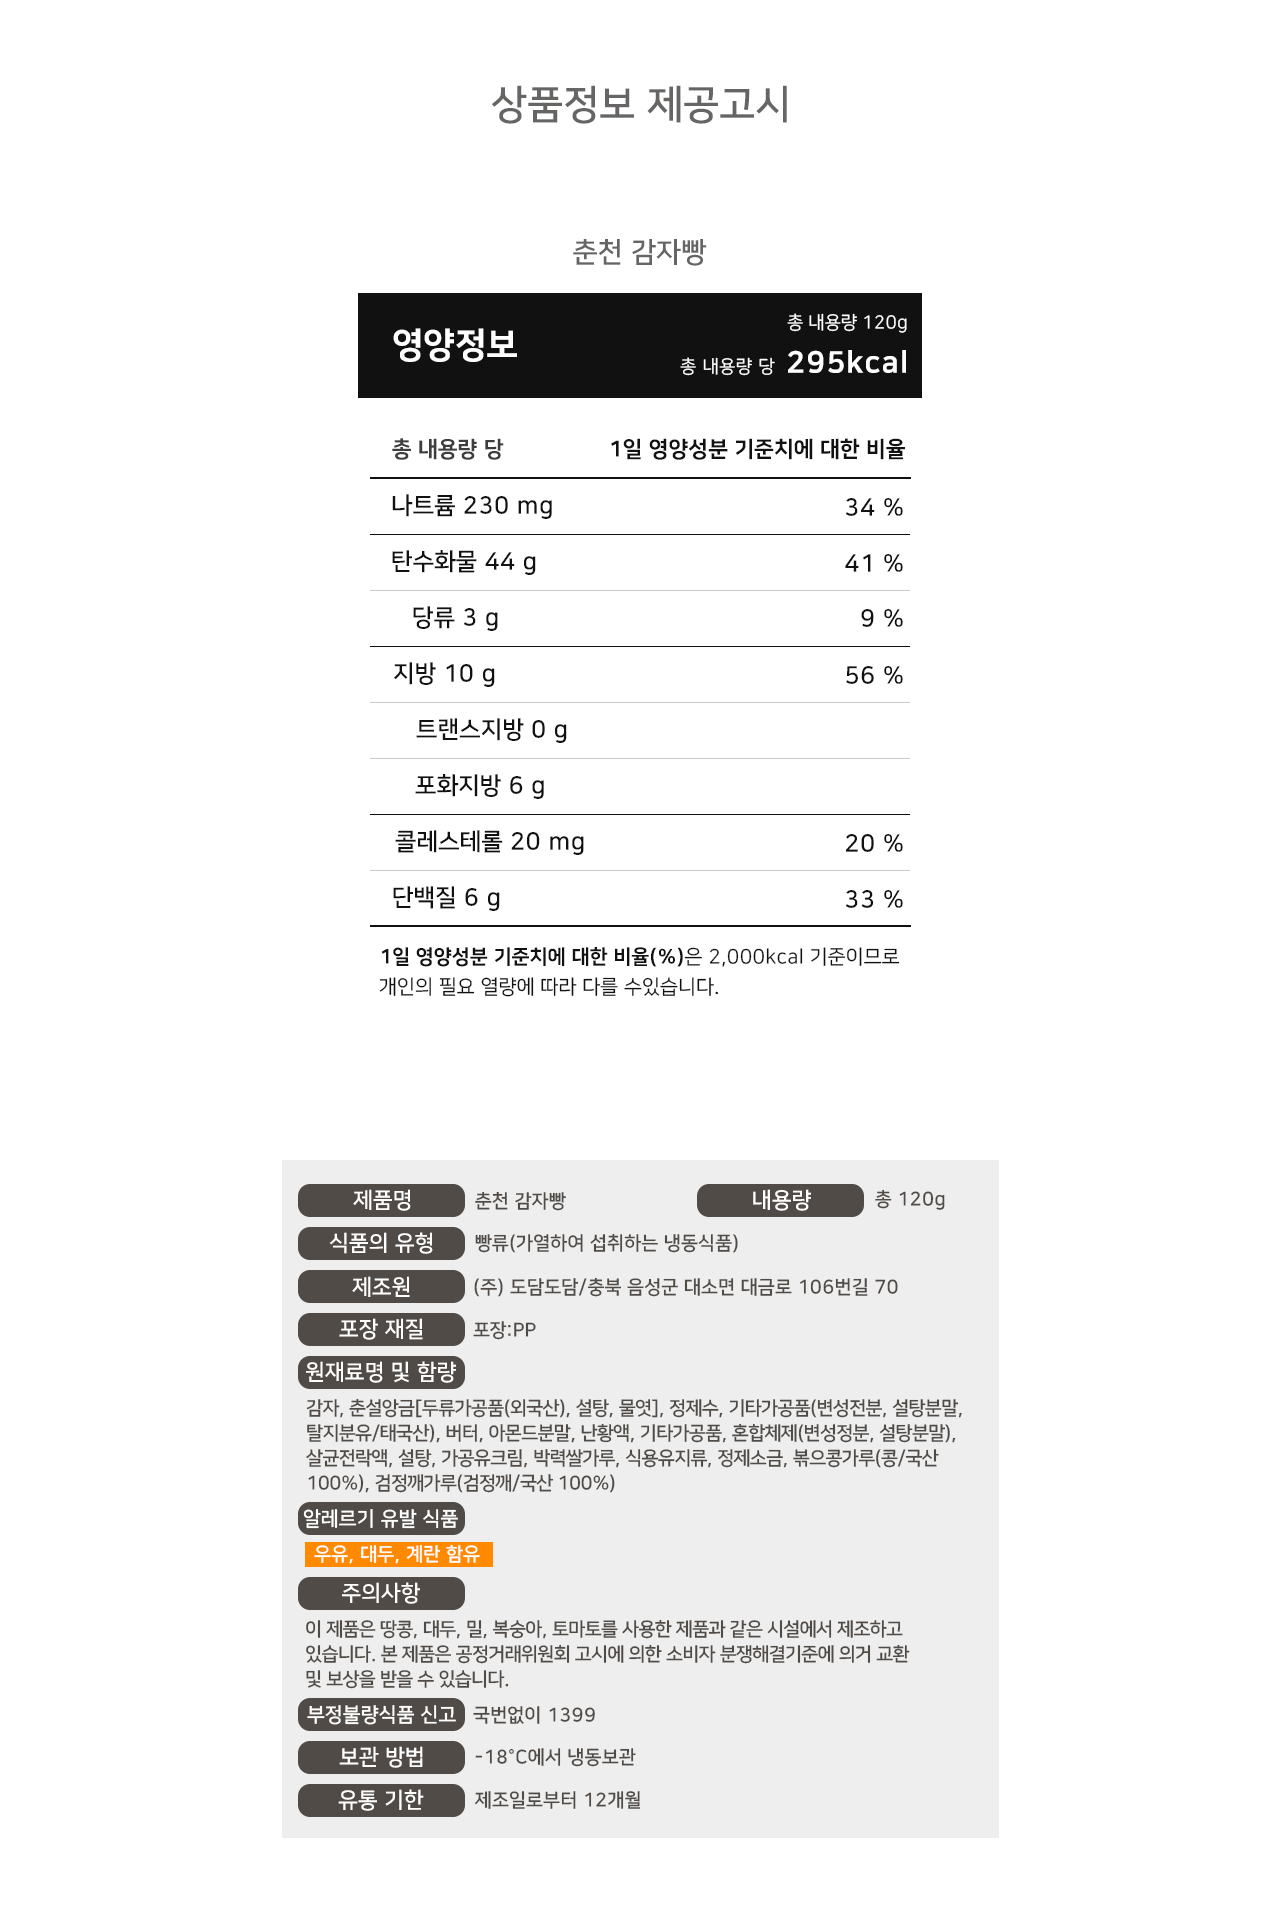 상품정보 제공고시
춘천 감자빵
영양정보
총 내용량 120g
총 내용량 당 295kcal
총 내용량 당 1일 영양성분 기준치에 대한 비율
나트륨 230 mg 34 %
탄수화물 44 g 41 %
당류 3 g 9 %
지방 10 g 56 %
트랜스지방 0 g
포화지방 6 g
콜레스테롤 20 mg 20 %
단백질 6 g 33 %
1일 영양성분 기준치에 대한 비율(%)은 2,000kcal 기준이므로
개인의 필요 열량에 따라 다를 수있습니다.
제품명 춘천 감자빵 내용량 총 120g
식품의 유형 빵류(가열하여 섭취하는 냉동식품)
제조원 (주) 도담도담/충북 음성군 대소면 대금로 106번길 70
포장 재질 포장:PP
원재료명 및 함량
감자, 춘설앙금[두류가공품(외국산), 설탕, 물엿], 정제수, 기타가공품(변성전분, 설탕분말,
탈지분유/태국산), 버터, 아몬드분말, 난황액, 기타가공품, 혼합체제(변성정분, 설탕분말),
살균전락액, 설탕, 가공유크림, 박력쌀가루, 식용유지류, 정제소금, 볶으콩가루(콩/국산
100%), 검정깨가루(검정깨/국산 100%)
알레르기 유발 식품
우유, 대두, 계란 함유
주의사항
이 제품은 땅콩, 대두, 밀, 복숭아, 토마토를 사용한 제품과 같은 시설에서 제조하고
있습니다. 본 제품은 공정거래위원회 고시에 의한 소비자 분쟁해결기준에 의거 교환
및 보상을 받을 수 있습니다.
부정불량식품 신고 국번없이 1399
보관 방법 -18°C에서 냉동보관
유통 기한 제조일로부터 12개월